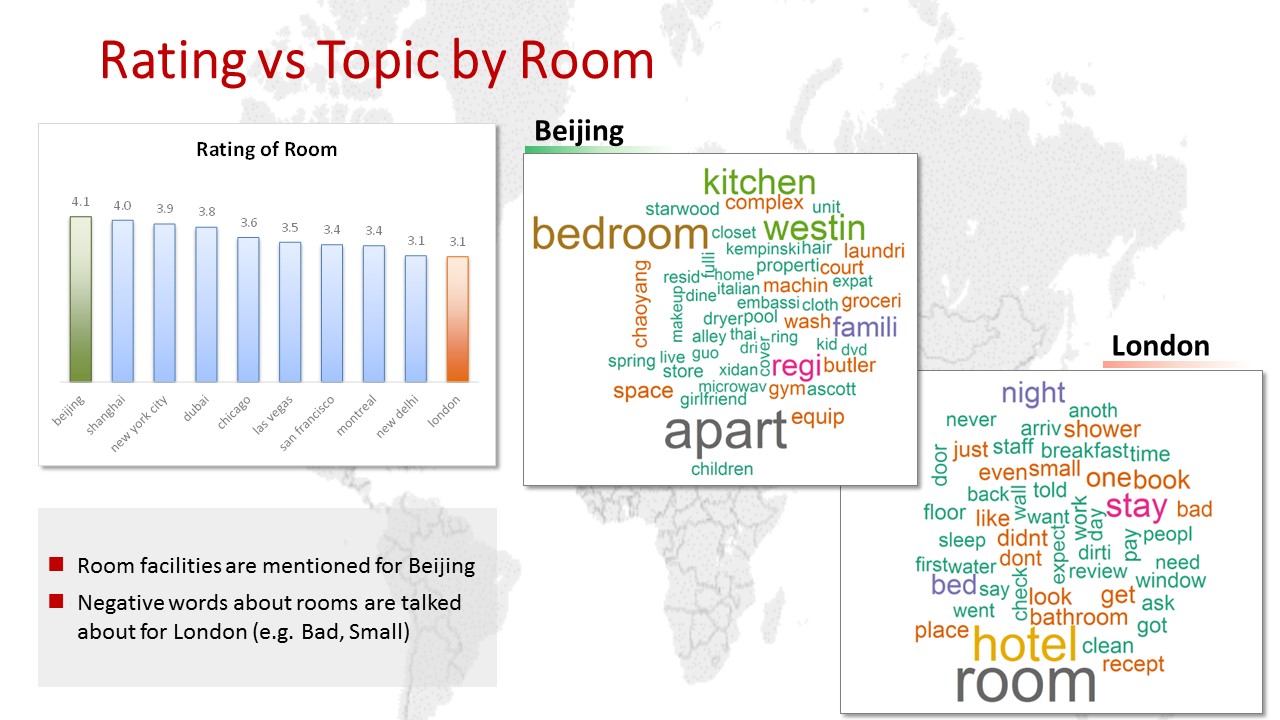 Rating vs Topic by Room
Rating of Room
4.1 4.0 3.9 3.8 3.6 3.5 3.4 3.4 3.1 3.1
beijing shanghai new york city dubai chicago las vegas san francisco montreal new delhi london
Room facilities are mentioned for Beijing
Negative words about rooms are talked
about for London (e.g. Bad, Small)
Beijing
kitchen
starwood complex unit
bedroom closet westin
kempinski hair laundri
fulli properti court
resid home machin expat
chaoyang makeup dine italian
embassi cloth groceri
dryer pool wash famili
alley thai ring kid dvd
dri cover
spring live guo
store xidan regi butler
space microwav gym ascott
girlfriend
apart equip
children
London
night
never anoth
arriv shower
door just staff breakfast time
even small one book
back wall told stay bad
floor like want work day
sleep didnt expect dirti pay peopl
first water dont review need
window
bed say check look get ask
went bathroom got
place hotel clean
room recept